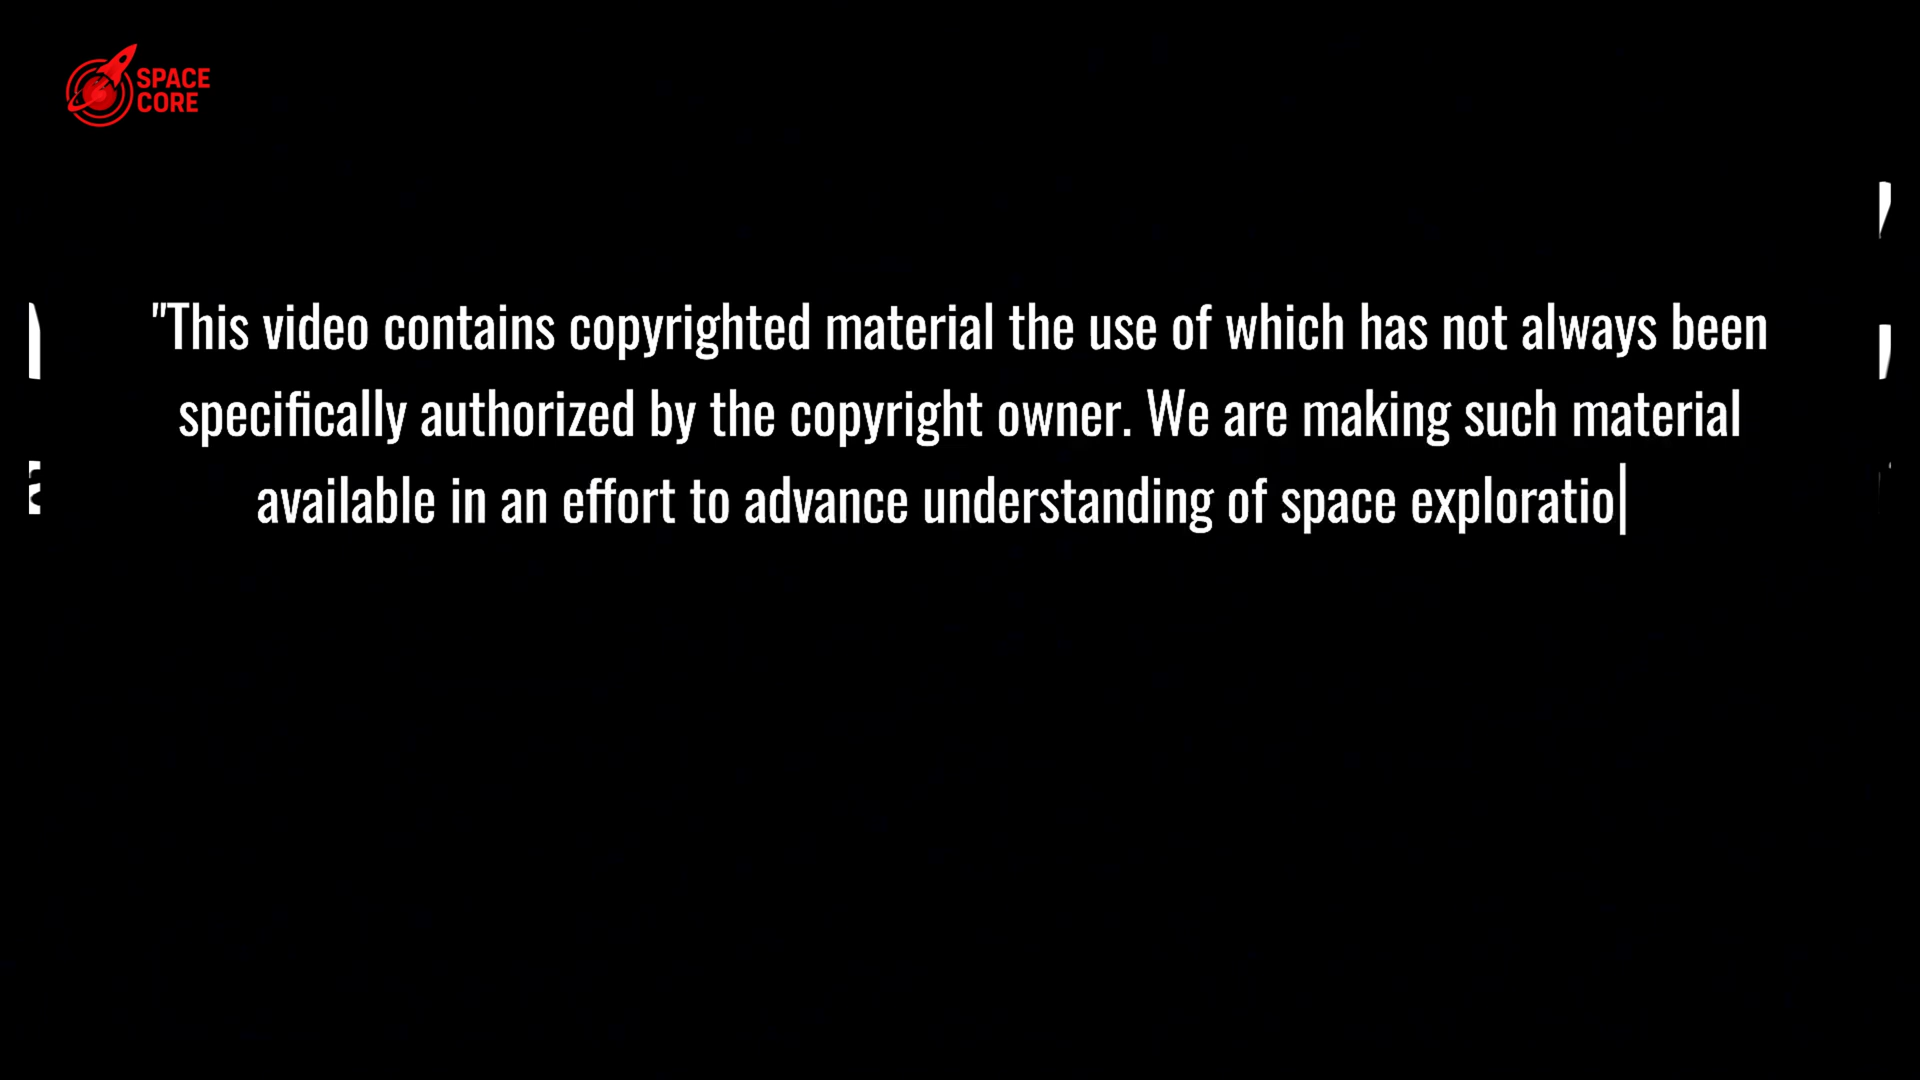 SPACE
CORE
"This video contains copyrighted material the use of which has not always been
specifically authorized by the copyright owner. We are making such material
available in an effort to advance understanding of space exploratio